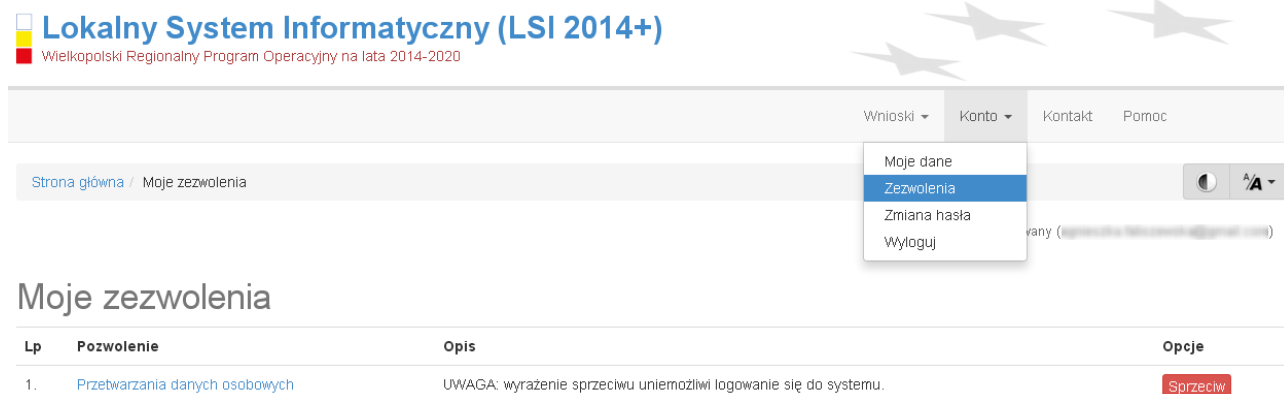 Lokalny System Informatyczny (LSI 2014+)
Wielkopolski Regionalny Program Operacyjny na lata 2014-2020
Wnioski Konto Kontakt Pomoc
Moje dane
Strona główna / Moje zezwolenia
Zezwolenia
A/A
Zmiana hasła
Wyloguj
Moje zezwolenia
Lp Pozwolenie Opis Opcje
1. Przetwarzania danych osobowych UWAGA: wyrażenie sprzeciwu uniemożliwi logowanie się do systemu. Sprzeciw